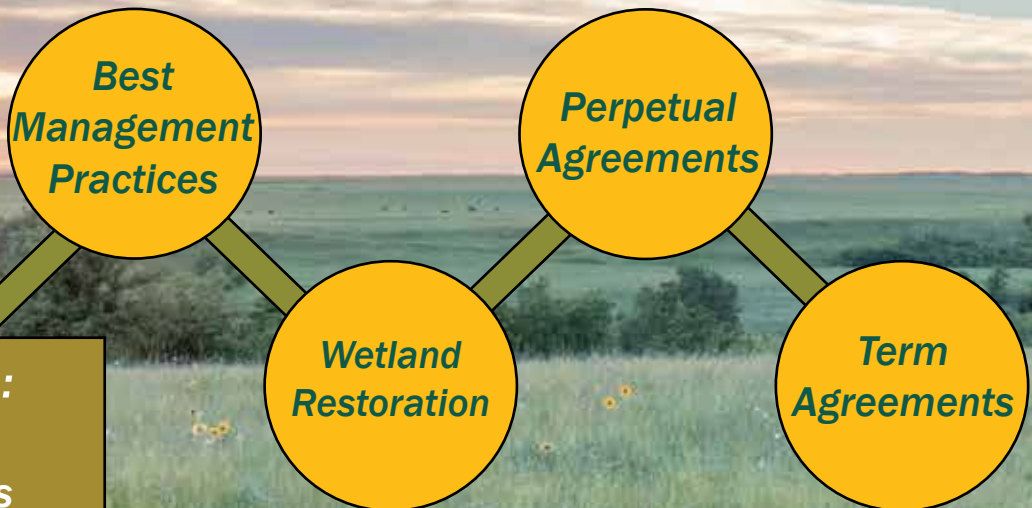 Best
Management
Practices
Perpetual
Agreements
Wetland
Restoration
Term
Agreements
:
s